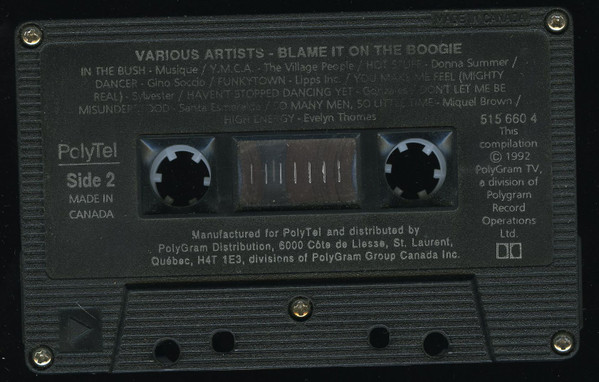 MADE IN CANADA
VARIOUS ARTISTS - BLAME IT ON THE BOOGIE
IN THE BUSH - Musique / Y.M.C.A. - The Village People / HOT STUFF - Donna Summer /
DANCER - Gino Soccio / FUNKYTOWN - Lipps Inc. / YOU MAKE ME FEEL (MIGHTY
REAL) - Sylvester / HAVEN'T STOPPED DANCING YET - Gonzales / DON'T LET ME BE
MISUNDERSTOOD - Santa Esmeralda / SO MANY MEN, SO LITTLE TIME - Miquel Brown /
HIGH ENERGY - Evelyn Thomas
PolyTel
Side 2
MADE IN
CANADA
515 660 4
This
compilation
© 1992
PolyGram TV,
a division of
Polygram
Record
Operations
Ltd.
Manufactured for PolyTel and distributed by
PolyGram Distribution, 6000 Côte de Liesse, St. Laurent,
Québec, H4T 1E3, divisions of PolyGram Group Canada Inc.